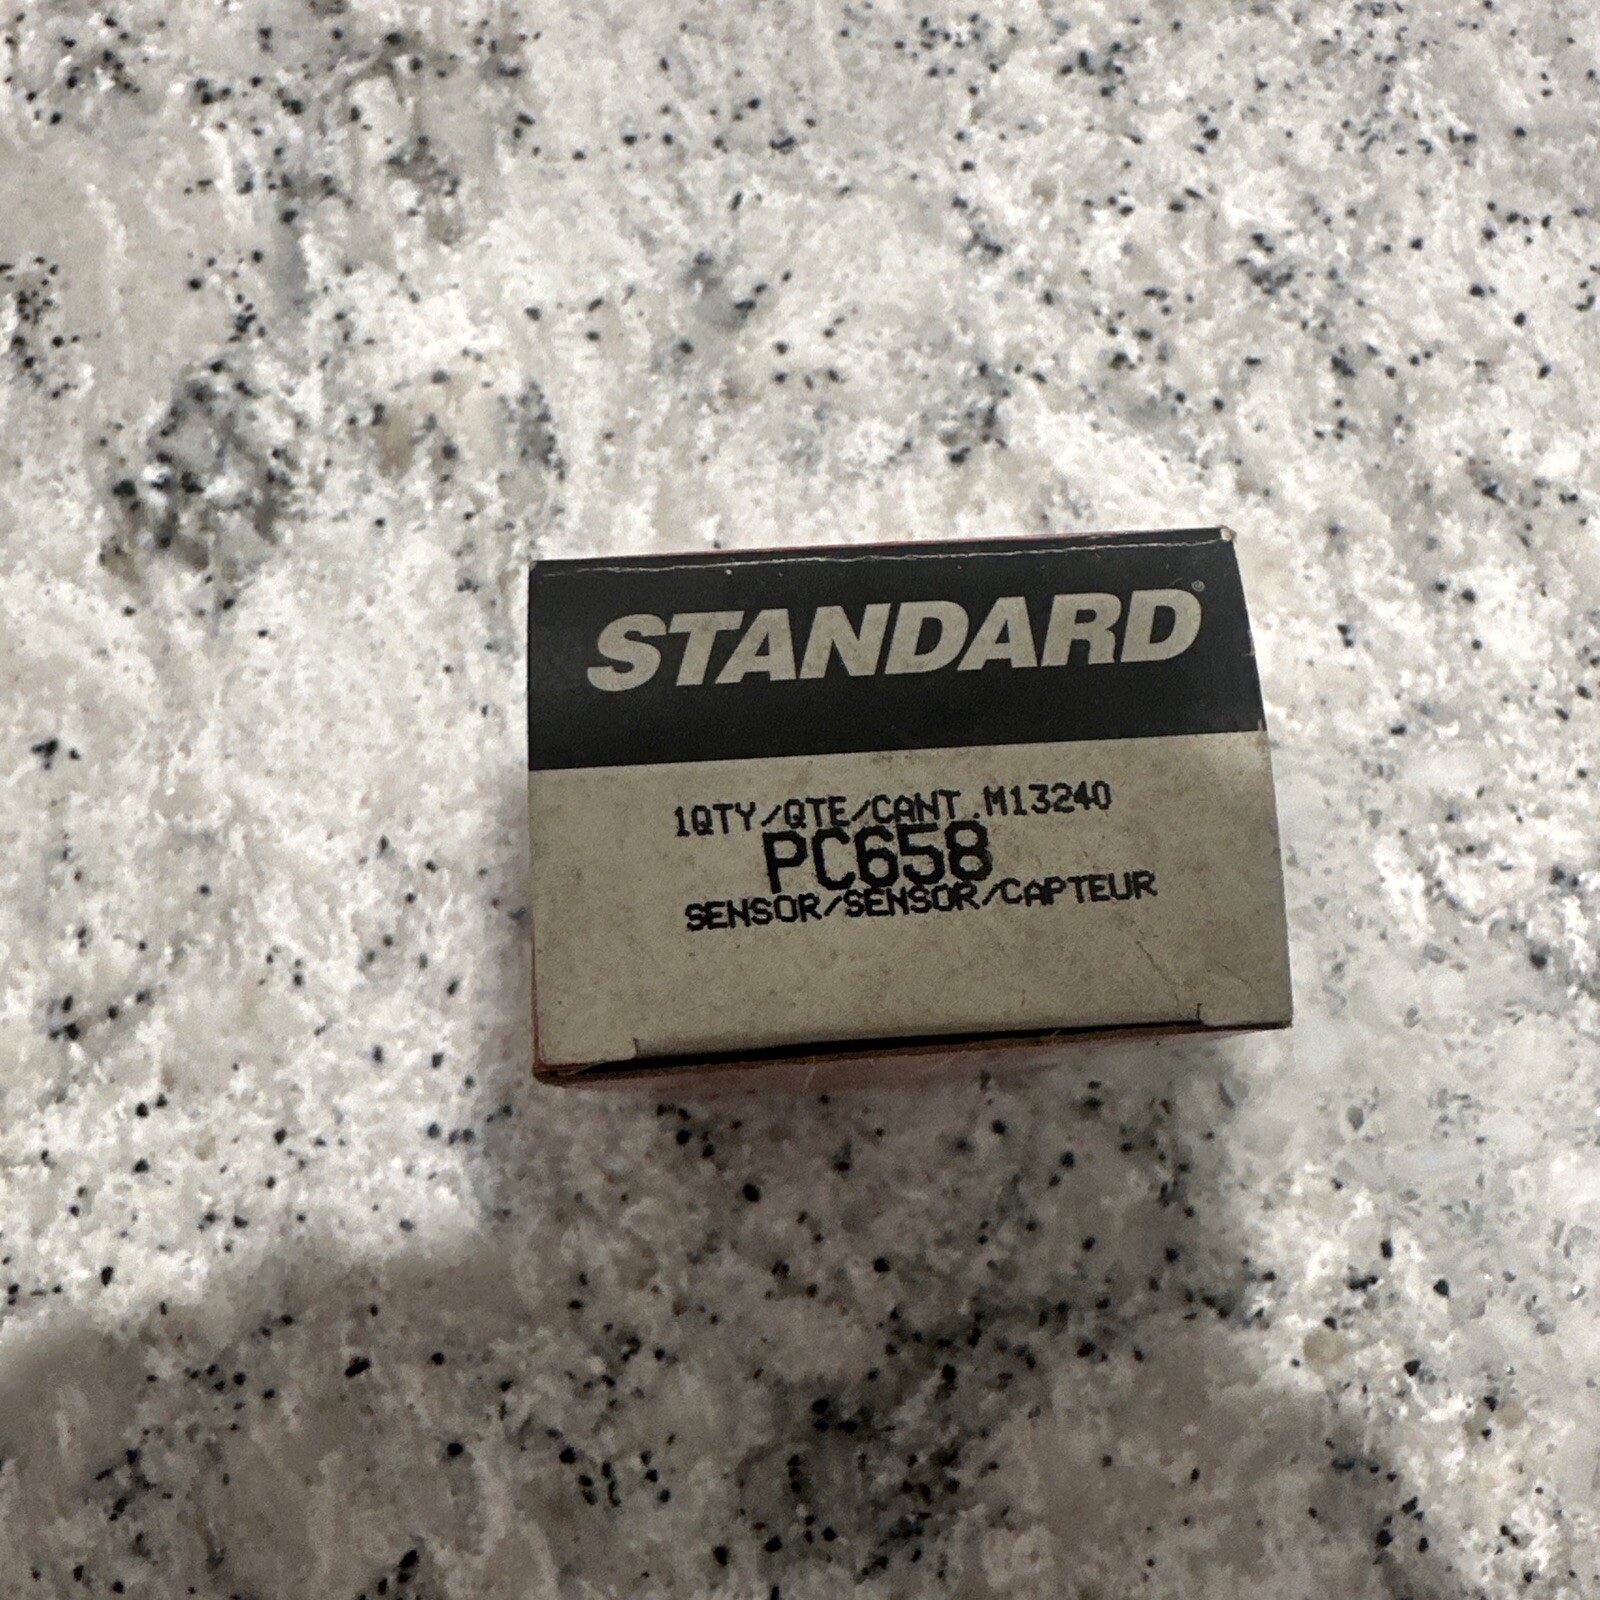 STANDARD®
1QTY/QTE/CANT.M13240
PC658
SENSOR/SENSOR/CAPTEUR